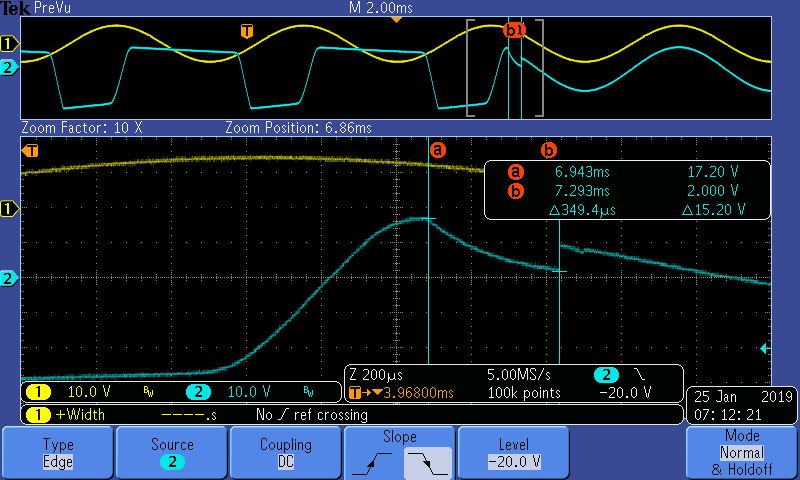 Tek PreVu M 2.00ms
T b1
1
2
Zoom Factor: 10 X Zoom Position: 6.86ms
T a b
a 6.943ms 17.20 V
b 7.293ms 2.000 V
Δ349.4µs Δ15.20 V
1
2
Z 200µs 5.00MS/s 2
1 10.0 V BW 2 10.0 V BW T→▼3.96800ms 100k points −20.0 V
1 +Width ––––.s No / ref crossing
25 Jan 2019
07:12:21
Type
Edge
Source
2
Coupling
DC
Slope
Level
−20.0 V
Mode
Normal
& Holdoff